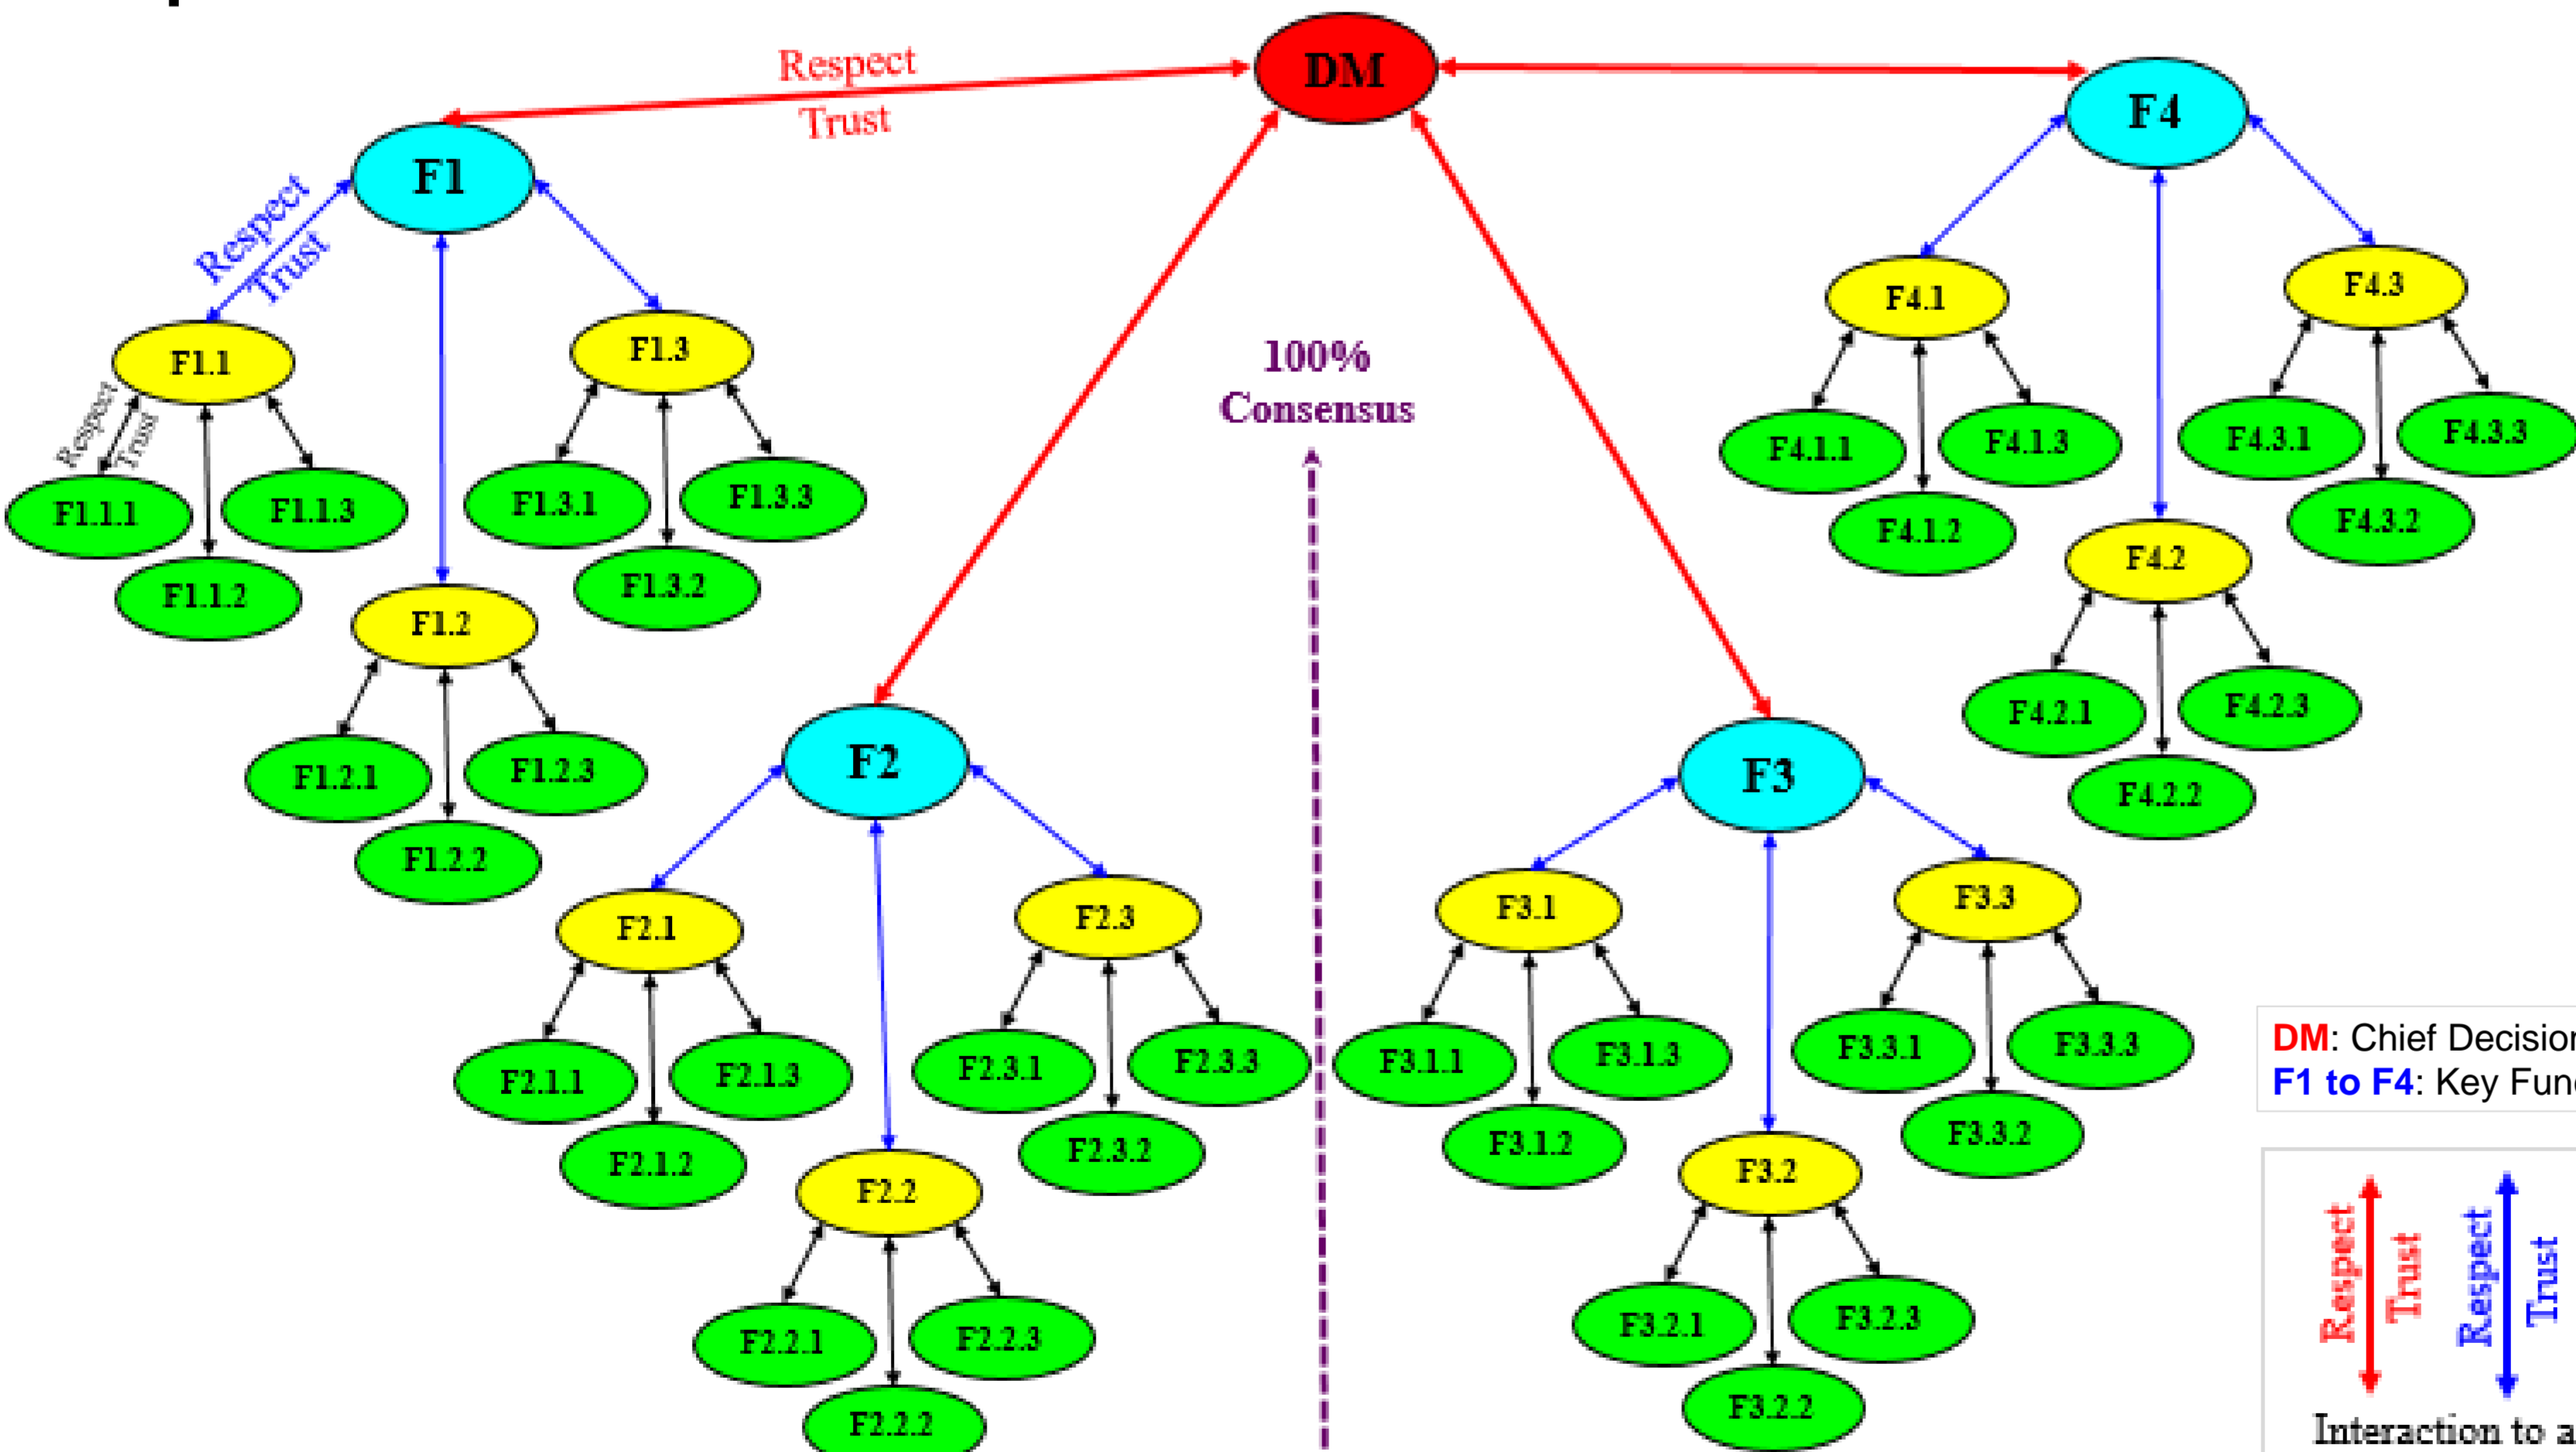 DM
Respect
Trust
F1
F4
Respect
Trust
F1.1
F1.3
F4.1
F4.3
Respect
Trust
100%
Consensus
F1.1.1
F1.1.3
F1.1.2
F1.3.1
F1.3.3
F1.3.2
F4.1.1
F4.1.3
F4.1.2
F4.3.1
F4.3.3
F4.3.2
F1.2
F4.2
F1.2.1
F1.2.3
F1.2.2
F4.2.1
F4.2.3
F4.2.2
F2
F3
F2.1
F2.3
F3.1
F3.3
F2.1.1
F2.1.3
F2.1.2
F2.3.1
F2.3.3
F2.3.2
F3.1.1
F3.1.3
F3.1.2
F3.3.1
F3.3.3
F3.3.2
F2.2
F3.2
F2.2.1
F2.2.3
F2.2.2
F3.2.1
F3.2.3
F3.2.2
DM: Chief Decision
F1 to F4: Key
Respect
Trust
Respect
Trust
Interaction to